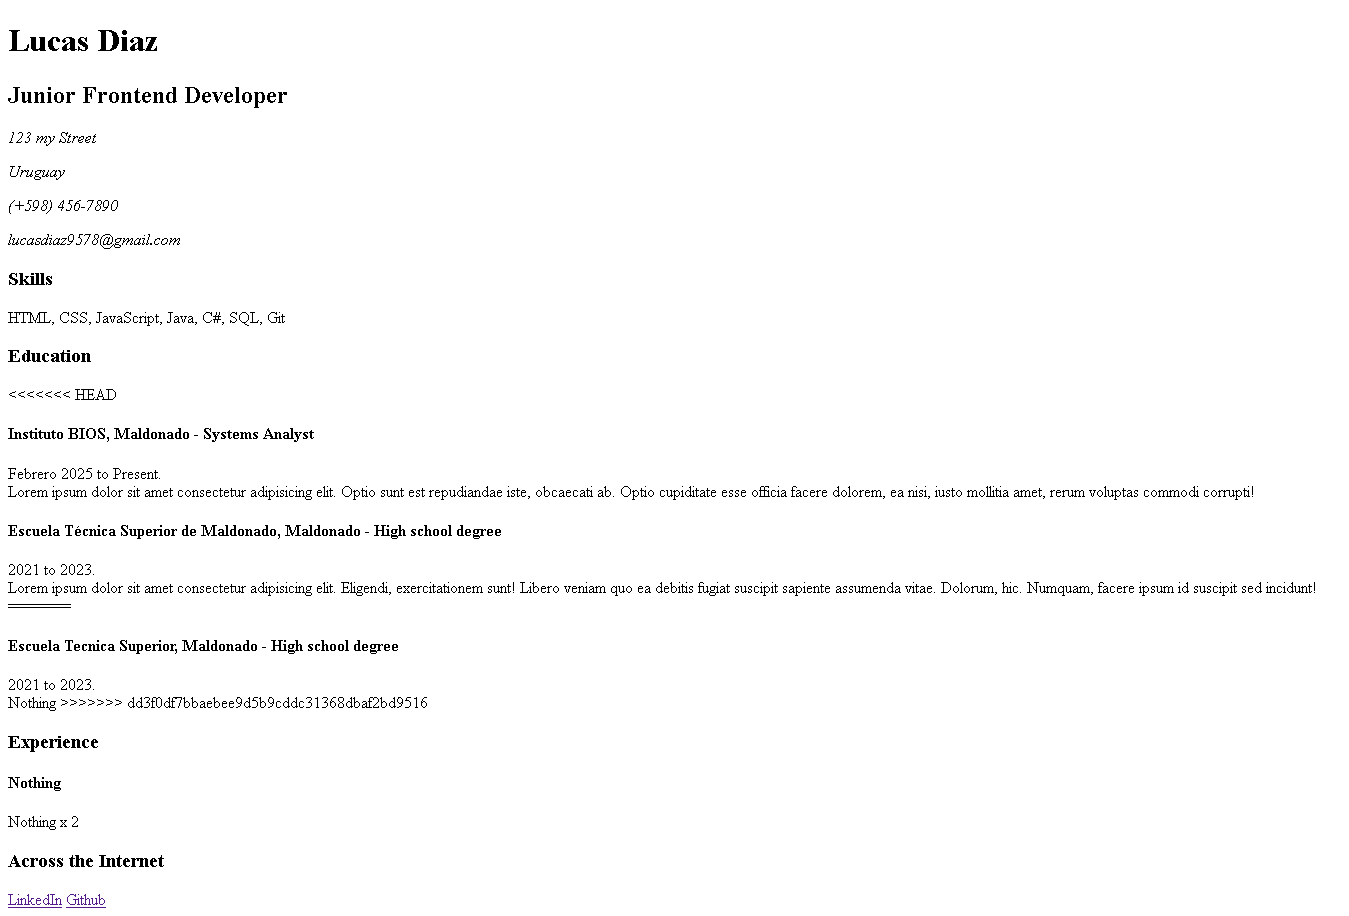 Lucas Diaz
Junior Frontend Developer
123 my Street
Uruguay
(+598) 456-7890
lucasdiaz9578@gmail.com
Skills
HTML, CSS, JavaScript, Java, C#, SQL, Git
Education
<<<<<<< HEAD
Instituto BIOS, Maldonado - Systems Analyst
Febrero 2025 to Present.
Lorem ipsum dolor sit amet consectetur adipisicing elit. Optio sunt est repudiandae iste, obcaecati ab. Optio cupiditate esse officia facere dolorem, ea nisi, iusto mollitia amet, rerum voluptas commodi corrupti!
Escuela Técnica Superior de Maldonado, Maldonado - High school degree
2021 to 2023.
Lorem ipsum dolor sit amet consectetur adipisicing elit. Eligendi, exercitationem sunt! Libero veniam quo ea debitis fugiat suscipit sapiente assumenda vitae. Dolorum, hic. Numquam, facere ipsum id suscipit sed incidunt!
=======
Escuela Tecnica Superior, Maldonado - High school degree
2021 to 2023.
Nothing >>>>>>> dd3f0df7bbaebee9d5b9cddc31368dbaf2bd9516
Experience
Nothing
Nothing x 2
Across the Internet
LinkedIn Github